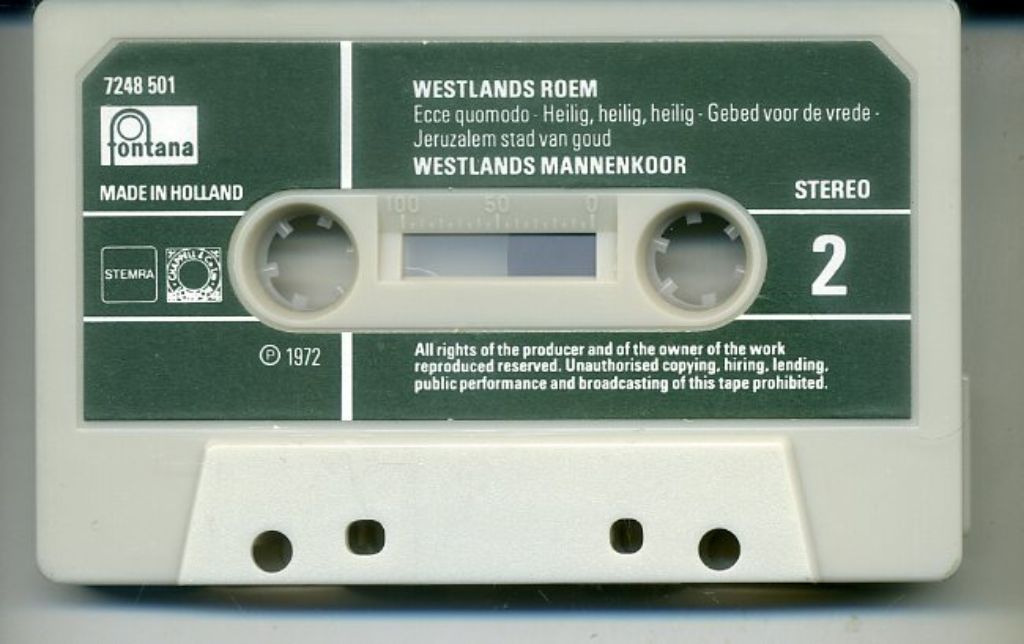 7248 501
fontana
MADE IN HOLLAND
WESTLANDS ROEM
Ecce quomodo - Heilig, heilig, heilig - Gebed voor de vrede -
Jeruzalem stad van goud
WESTLANDS MANNENKOOR
STEREO
100 50 0
STEMRA
CHAPPELL & Co
2
℗ 1972
All rights of the producer and of the owner of the work
reproduced reserved. Unauthorised copying, hiring, lending,
public performance and broadcasting of this tape prohibited.